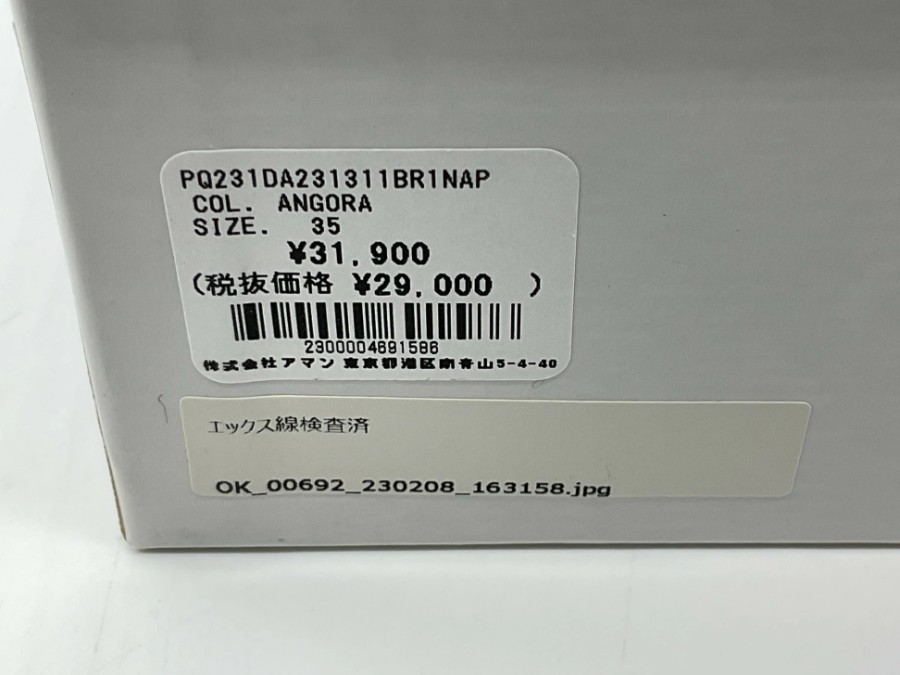 PQ231DA231311BR1NAP
COL. ANGORA
SIZE. 35
¥31,900
(税抜価格 ¥29,000 )
2300004691586
株式会社アマン 東京都港区南青山5-4-40
エックス線検査済
OK_00692_230208_163158.jpg